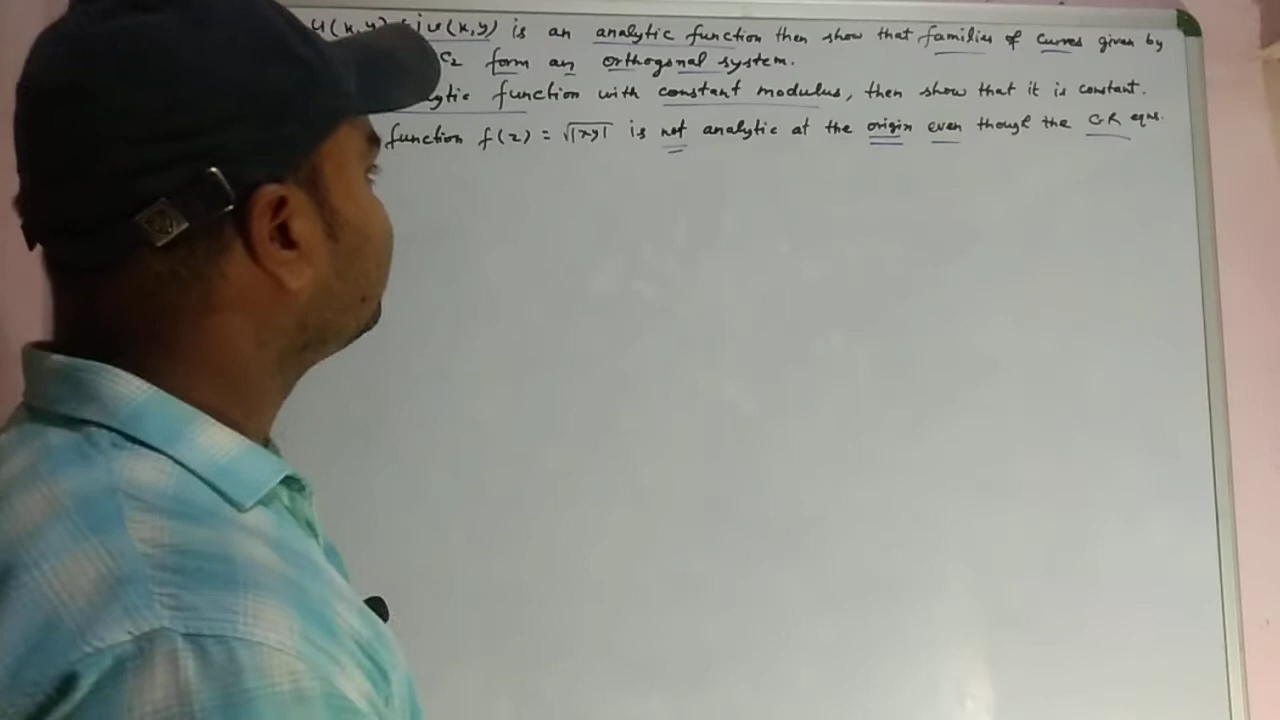 u(x,y) + iv(x,y) is an analytic function then show that families of curves given by
C2 form an orthogonal system.
function with constant modulus, then show that it is constant.
function f(z) = √|xy| is not analytic at the origin even though the C-R eqns.